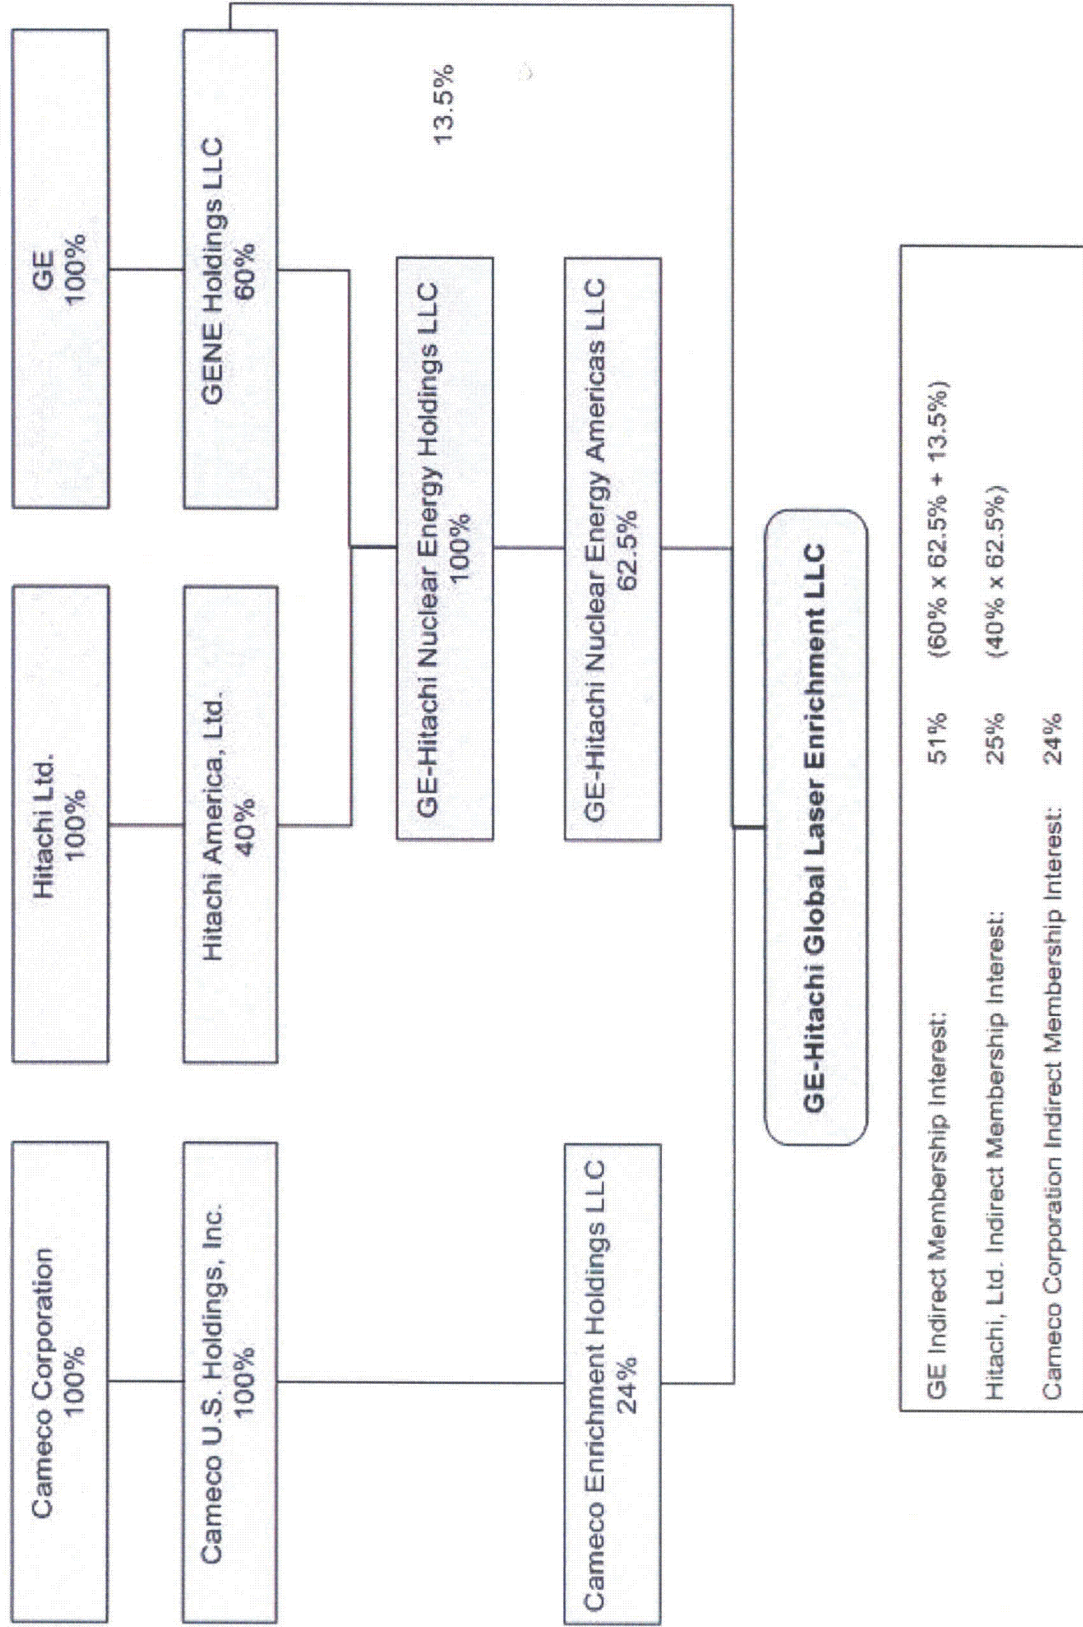 Cameco Corporation
100%
Hitachi Ltd.
100%
GE
100%
Cameco U.S. Holdings, Inc.
100%
Hitachi America, Ltd.
40%
GENE Holdings LLC
60%
13.5%
GE-Hitachi Nuclear Energy Holdings LLC
100%
Cameco Enrichment Holdings LLC
24%
GE-Hitachi Nuclear Energy Americas LLC
62.5%
GE-Hitachi Global Laser Enrichment LLC
GE Indirect Membership Interest: 51% (60% x 62.5% + 13.5%)
Hitachi, Ltd. Indirect Membership Interest: 25% (40% x 62.5%)
Cameco Corporation Indirect Membership Interest: 24%